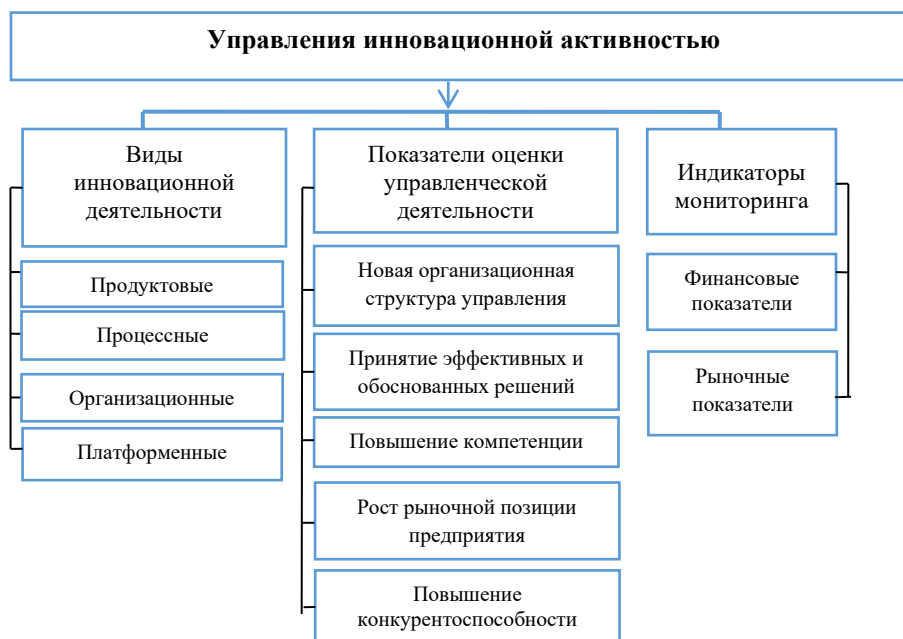 Управления инновационной активностью
Виды
инновационной
деятельности
Продуктовые
Процессные
Организационные
Платформенные
Показатели оценки
управленческой
деятельности
Новая организационная
структура управления
Принятие эффективных и
обоснованных решений
Повышение компетенции
Рост рыночной позиции
предприятия
Повышение
конкурентоспособности
Индикаторы
мониторинга
Финансовые
показатели
Рыночные
показатели